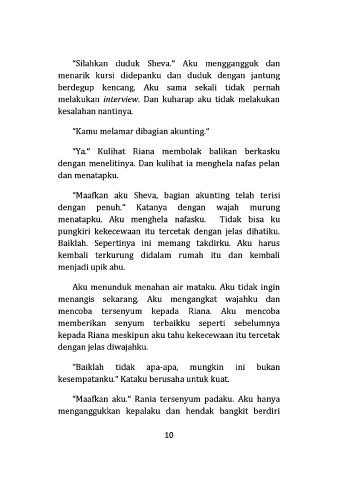 "Silahkan duduk Sheva." Aku menggangguk dan
menarik kursi didepanku dan duduk dengan jantung
berdegup kencang. Aku sama sekali tidak pernah
melakukan interview. Dan kuharap aku tidak melakukan
kesalahan nantinya.
"Kamu melamar dibagian akunting."
"Ya." Kulihat Riana membolak balikan berkasku
dengan menelitinya. Dan kulihat ia menghela nafas pelan
dan menatapku.
"Maafkan aku Sheva, bagian akunting telah terisi
dengan penuh." Katanya dengan wajah murung
menatapku. Aku menghela nafasku. Tidak bisa ku
pungkiri kekecewaan itu tercetak dengan jelas dihatiku.
Baiklah. Sepertinya ini memang takdirku. Aku harus
kembali terkurung didalam rumah itu dan kembali
menjadi upik abu.
Aku menunduk menahan air mataku. Aku tidak ingin
menangis sekarang. Aku mengangkat wajahku dan
mencoba tersenyum kepada Riana. Aku mencoba
memberikan senyum terbaikku seperti sebelumnya
kepada Riana meskipun aku tahu kekecewaan itu tercetak
dengan jelas diwajahku.
"Baiklah tidak apa-apa, mungkin ini bukan
kesempatanku." Kataku berusaha untuk kuat.
"Maafkan aku." Rania tersenyum padaku. Aku hanya
menganggukkan kepalaku dan hendak bangkit berdiri
10